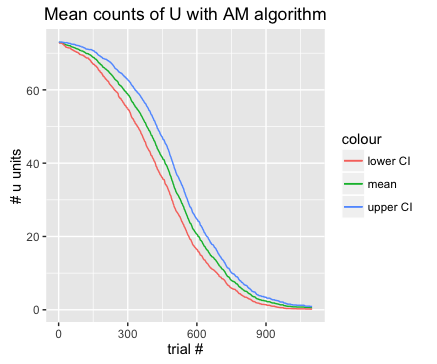 Mean counts of U with AM algorithm
# u units
60
40
20
0
0 300 600 900
trial #
colour
lower CI
mean
upper CI